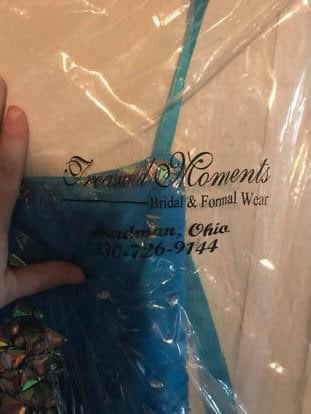 Treasured Moments
Bridal & Formal Wear
Boardman, Ohio
330-726-9144